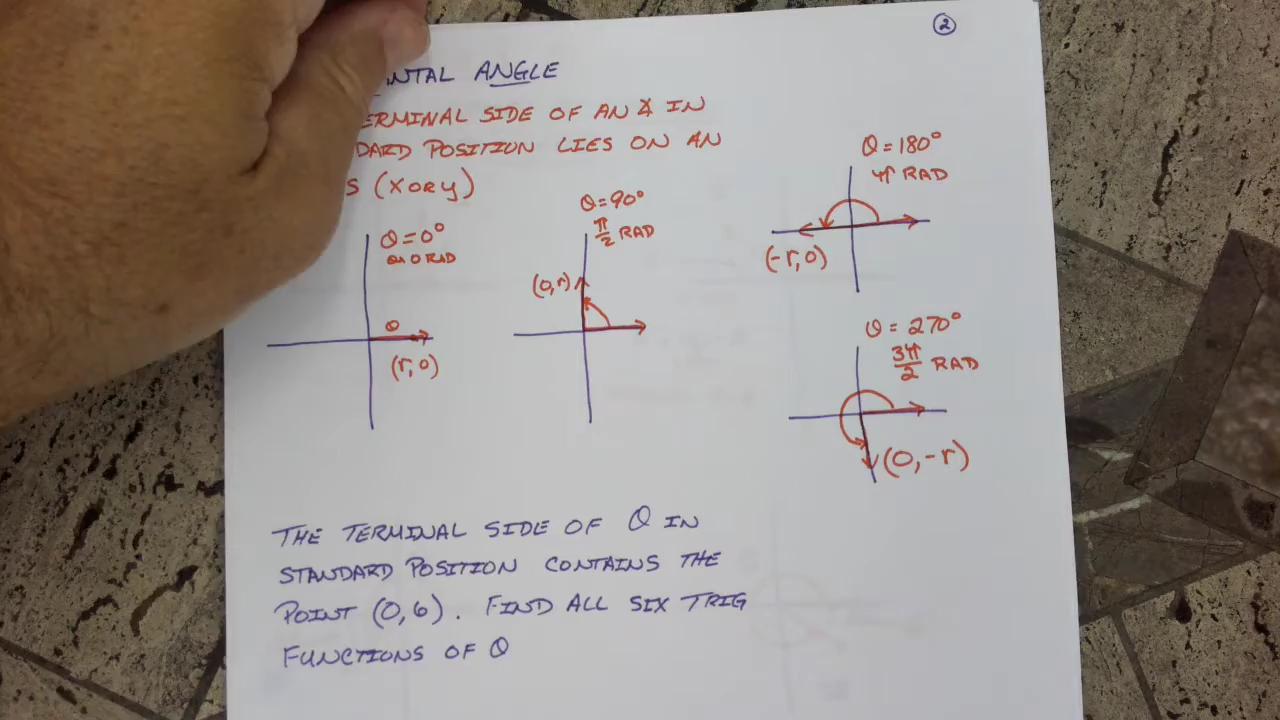 ②
NTAL ANGLE
ERMINAL SIDE OF AN ∡ IN
DARD POSITION LIES ON AN
S (X OR Y)
θ = 0°
OR 0 RAD
θ
(r, 0)
θ = 90°
π/2 RAD
(0, r)
θ = 180°
π RAD
(-r, 0)
θ = 270°
3π/2 RAD
(0, -r)
THE TERMINAL SIDE OF θ IN
STANDARD POSITION CONTAINS THE
POINT (0, 6). FIND ALL SIX TRIG
FUNCTIONS OF θ